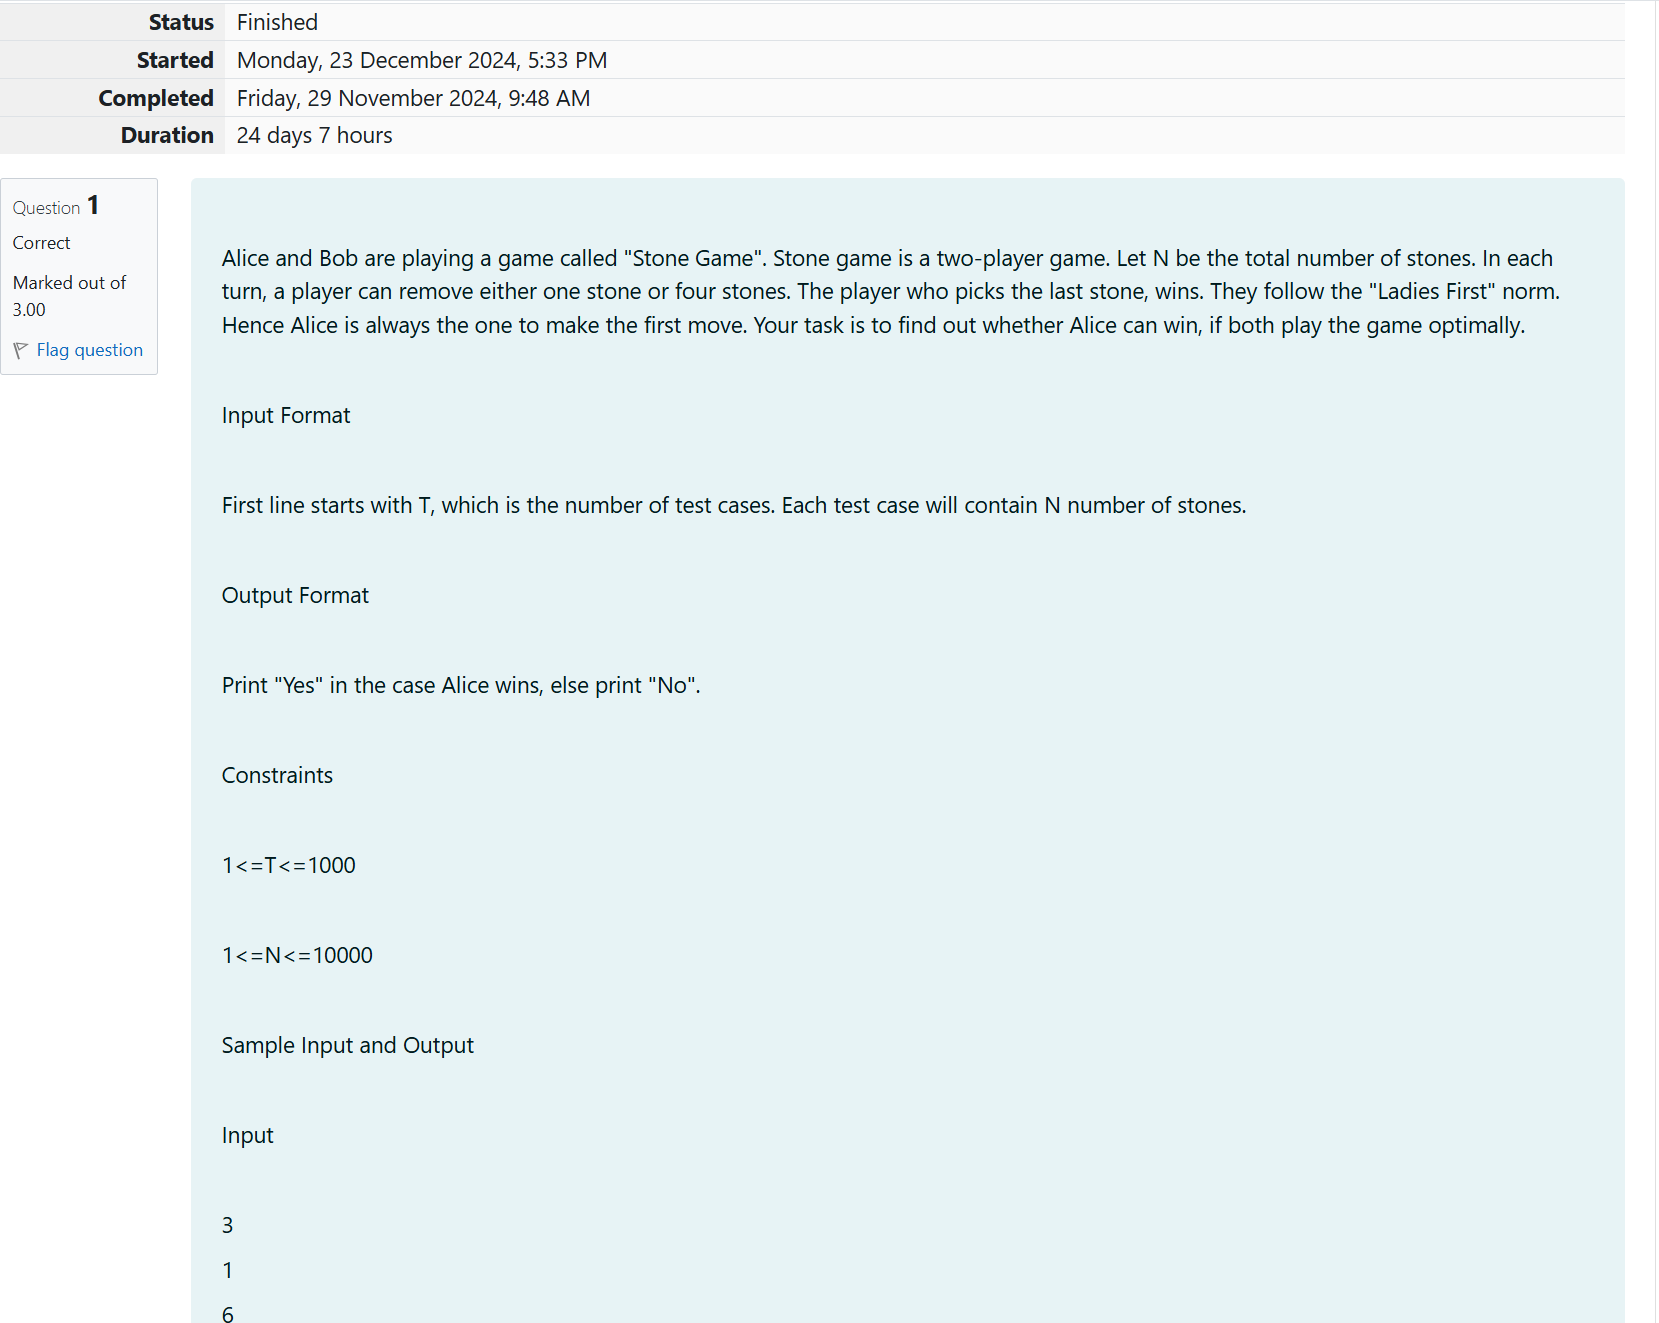 Status Finished
Started Monday, 23 December 2024, 5:33 PM
Completed Friday, 29 November 2024, 9:48 AM
Duration 24 days 7 hours
Question 1
Correct
Marked out of
3.00
Flag question
Alice and Bob are playing a game called "Stone Game". Stone game is a two-player game. Let N be the total number of stones. In each
turn, a player can remove either one stone or four stones. The player who picks the last stone, wins. They follow the "Ladies First" norm.
Hence Alice is always the one to make the first move. Your task is to find out whether Alice can win, if both play the game optimally.
Input Format
First line starts with T, which is the number of test cases. Each test case will contain N number of stones.
Output Format
Print "Yes" in the case Alice wins, else print "No".
Constraints
1<=T<=1000
1<=N<=10000
Sample Input and Output
Input
3
1
6